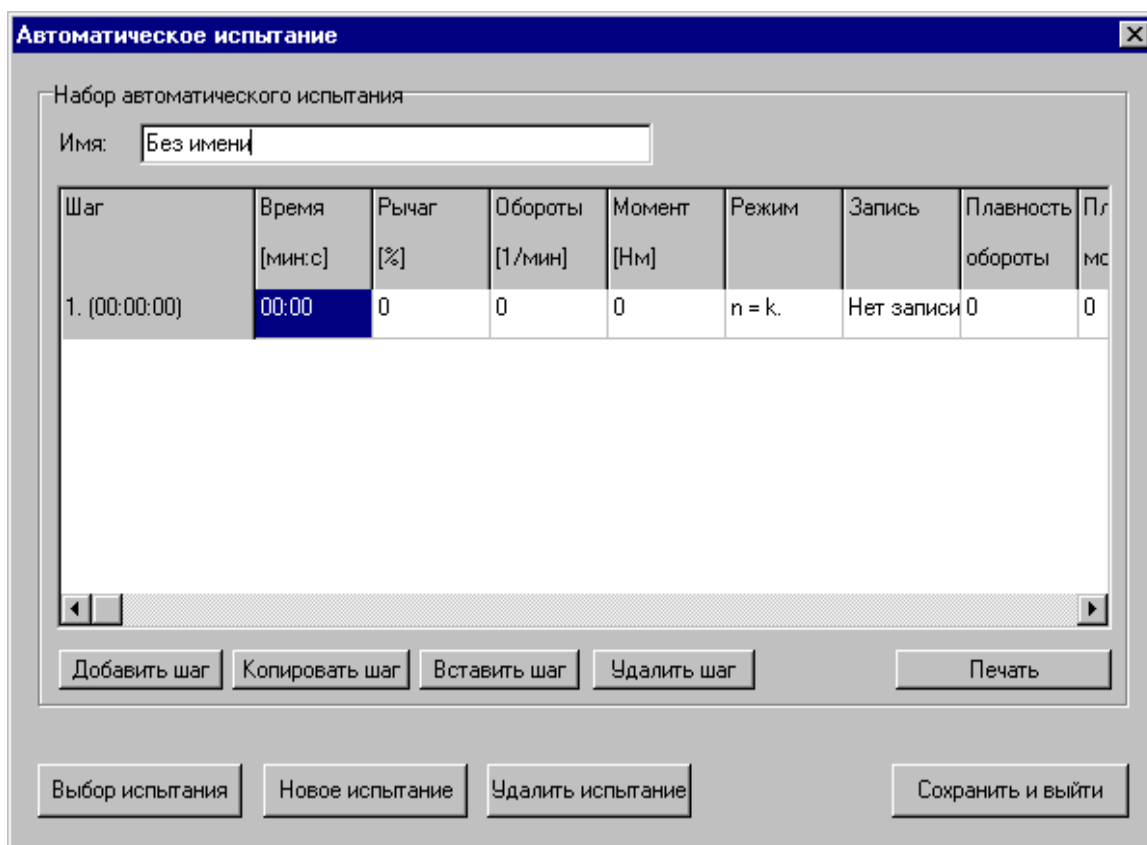 Автоматическое испытание
Набор автоматического испытания
Имя: Без имени
Шаг Время Рычаг Обороты Момент Режим Запись Плавность Пл
[мин:с] [%] [1/мин] [Нм] обороты мо
1. (00:00:00) 00:00 0 0 0 n = k. Нет записи 0 0
Добавить шаг Копировать шаг Вставить шаг Удалить шаг Печать
Выбор испытания Новое испытание Удалить испытание Сохранить и выйти